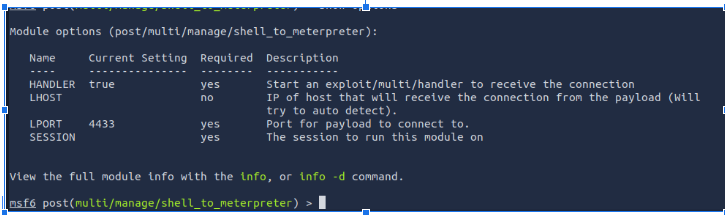 Module options (post/multi/manage/shell_to_meterpreter):
Name Current Setting Required Description
---- --------------- -------- -----------
HANDLER true yes Start an exploit/multi/handler to receive the connection
LHOST no IP of host that will receive the connection from the payload (Will
try to auto detect).
LPORT 4433 yes Port for payload to connect to.
SESSION yes The session to run this module on
View the full module info with the info, or info -d command.
msf6 post(multi/manage/shell_to_meterpreter) >